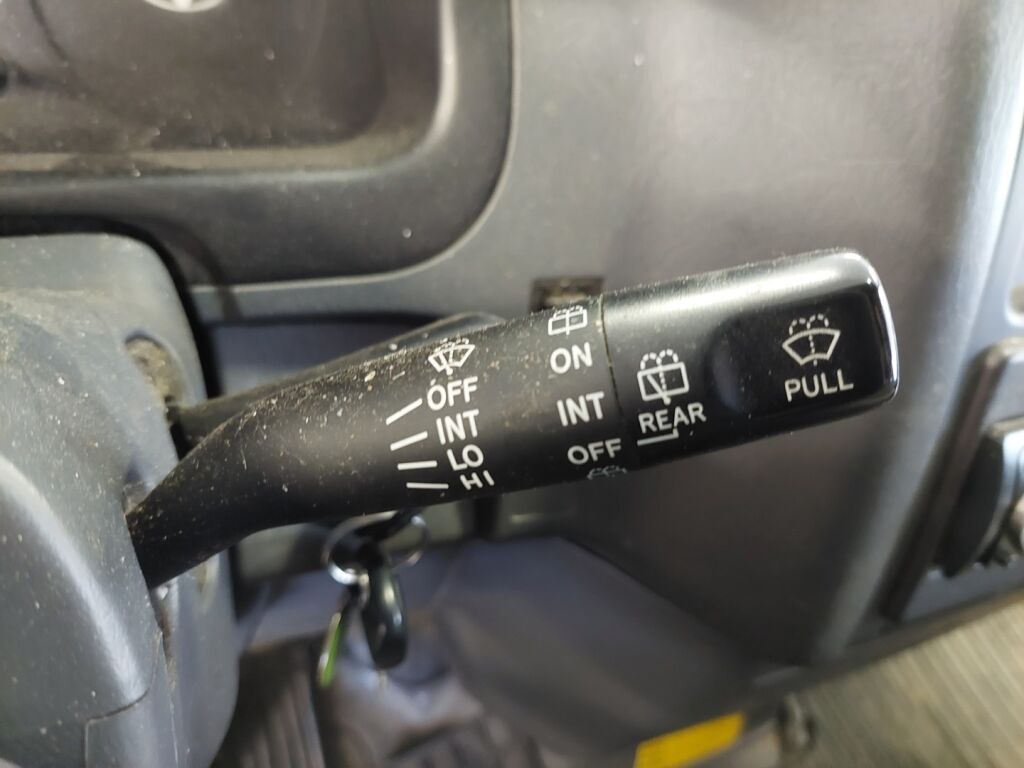 OFF
INT
LO
HI
ON
INT
OFF
REAR
PULL